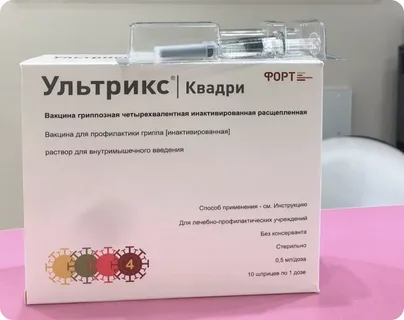 Ультрикс® Квадри
ФОРТ
Вакцина гриппозная четырехвалентная инактивированная расщепленная
Вакцина для профилактики гриппа [инактивированная]
раствор для внутримышечного введения
Способ применения - см. Инструкцию
Для лечебно-профилактических учреждений
Без консерванта
Стерильно
0,5 мл/доза
10 шприцев по 1 дозе
4